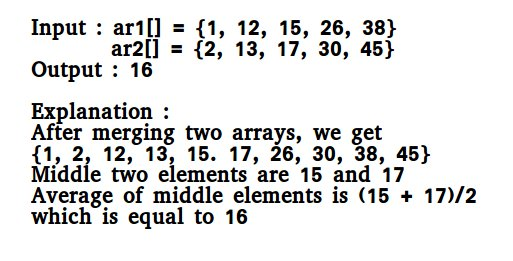 Input : ar1[] = {1, 12, 15, 26, 38}
ar2[] = {2, 13, 17, 30, 45}
Output : 16
Explanation :
After merging two arrays, we get
{1, 2, 12, 13, 15. 17, 26, 30, 38, 45}
Middle two elements are 15 and 17
Average of middle elements is (15 + 17)/2
which is equal to 16